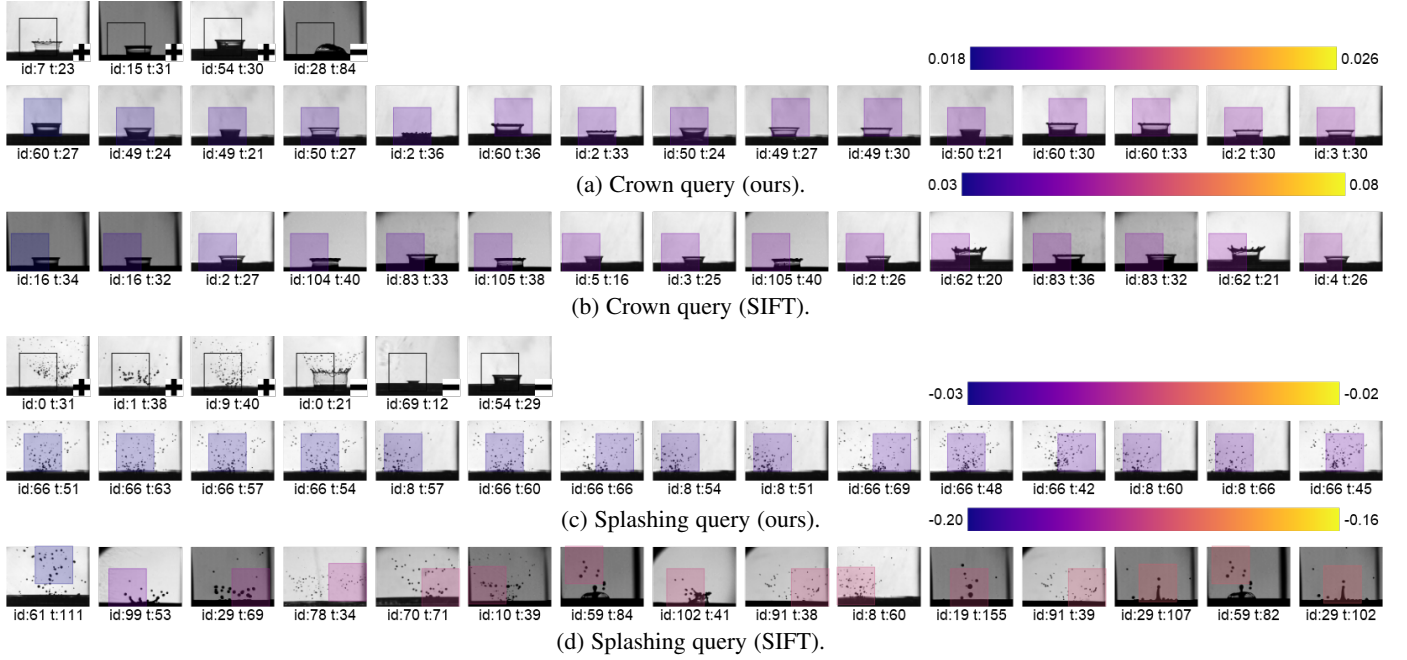 id:7 t:23 id:15 t:31 id:54 t:30 id:28 t:84
0.018 0.026
id:60 t:27 id:49 t:24 id:49 t:21 id:50 t:27 id:2 t:36 id:60 t:36 id:2 t:33 id:50 t:24 id:49 t:27 id:49 t:30 id:50 t:21 id:60 t:30 id:60 t:33 id:2 t:30 id:3 t:30
(a) Crown query (ours).
0.03 0.08
id:16 t:34 id:16 t:32 id:2 t:27 id:104 t:40 id:83 t:33 id:105 t:38 id:5 t:16 id:3 t:25 id:105 t:40 id:2 t:26 id:62 t:20 id:83 t:36 id:83 t:32 id:62 t:21 id:4 t:26
(b) Crown query (SIFT).
id:0 t:31 id:1 t:38 id:9 t:40 id:0 t:21 id:69 t:12 id:54 t:29
-0.03 -0.02
id:66 t:51 id:66 t:63 id:66 t:57 id:66 t:54 id:8 t:57 id:66 t:60 id:66 t:66 id:8 t:54 id:8 t:51 id:66 t:69 id:66 t:48 id:66 t:42 id:8 t:60 id:8 t:66 id:66 t:45
(c) Splashing query (ours).
-0.20 -0.16
id:61 t:111 id:99 t:53 id:29 t:69 id:78 t:34 id:70 t:71 id:10 t:39 id:59 t:84 id:102 t:41 id:91 t:38 id:8 t:60 id:19 t:155 id:91 t:39 id:29 t:107 id:59 t:82 id:29 t:102
(d) Splashing query (SIFT).